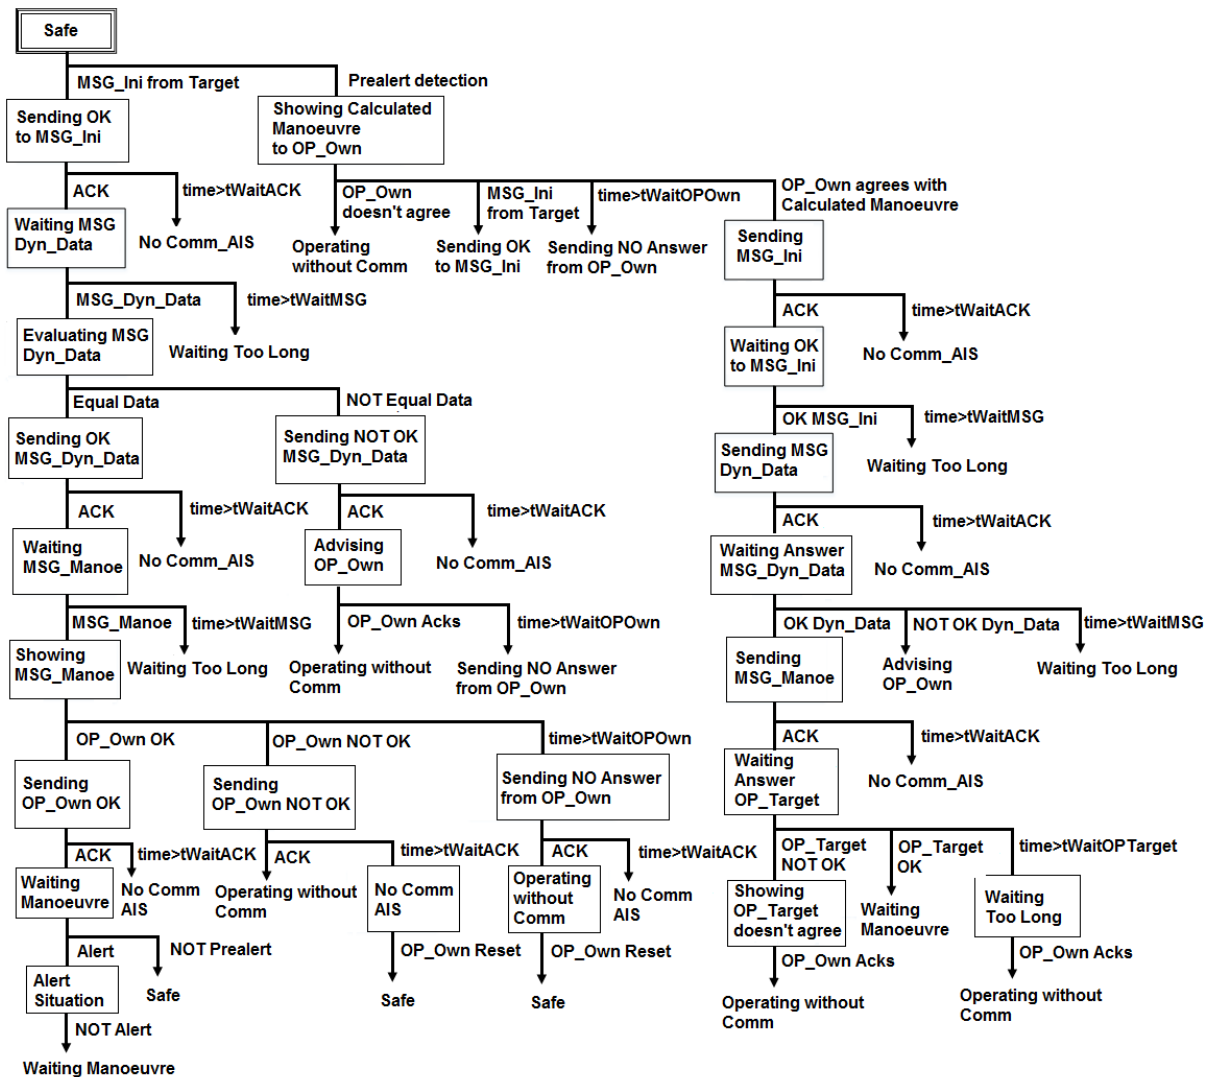 Safe
MSG_Ini from Target
Prealert detection
Sending OK
to MSG_Ini
Showing Calculated
Manoeuvre
to OP_Own
ACK
time>tWaitACK
OP_Own
doesn't agree
MSG_Ini
from Target
time>tWaitOPOwn
OP_Own agrees with
Calculated Manoeuvre
Waiting MSG
Dyn_Data
No Comm_AIS
Operating
without Comm
Sending OK
to MSG_Ini
Sending NO Answer
from OP_Own
Sending
MSG_Ini
MSG_Dyn_Data
time>tWaitMSG
ACK
time>tWaitACK
Evaluating MSG
Dyn_Data
Waiting Too Long
Waiting OK
to MSG_Ini
No Comm_AIS
Equal Data
NOT Equal Data
OK MSG_Ini
time>tWaitMSG
Sending OK
MSG_Dyn_Data
Sending NOT OK
MSG_Dyn_Data
Sending MSG
Dyn_Data
Waiting Too Long
ACK
time>tWaitACK
ACK
time>tWaitACK
ACK
time>tWaitACK
Waiting
MSG_Manoe
No Comm_AIS
Advising
OP_Own
No Comm_AIS
Waiting Answer
MSG_Dyn_Data
No Comm_AIS
MSG_Manoe
time>tWaitMSG
OP_Own Acks
time>tWaitOPOwn
OK Dyn_Data
NOT OK Dyn_Data
time>tWaitMSG
Showing
MSG_Manoe
Waiting Too Long
Operating without
Comm
Sending NO Answer
from OP_Own
Sending
MSG_Manoe
Advising
OP_Own
Waiting Too Long
OP_Own OK
OP_Own NOT OK
time>tWaitOPOwn
ACK
time>tWaitACK
Sending
OP_Own OK
Sending
OP_Own NOT OK
Sending NO Answer
from OP_Own
Waiting
Answer
OP_Target
No Comm_AIS
ACK
time>tWaitACK
ACK
time>tWaitACK
ACK
time>tWaitACK
OP_Target
NOT OK
OP_Target
OK
time>tWaitOPTarget
Waiting
Manoeuvre
No Comm
AIS
Operating without
Comm
No Comm
AIS
Operating
without
Comm
No Comm
AIS
Showing
OP_Target
doesn't agree
Waiting
Manoeuvre
Waiting
Too Long
Alert
NOT Prealert
OP_Own Reset
OP_Own Reset
OP_Own Acks
OP_Own Acks
Alert
Situation
Safe
Safe
Safe
Operating without
Comm
Operating without
Comm
NOT Alert
Waiting Manoeuvre